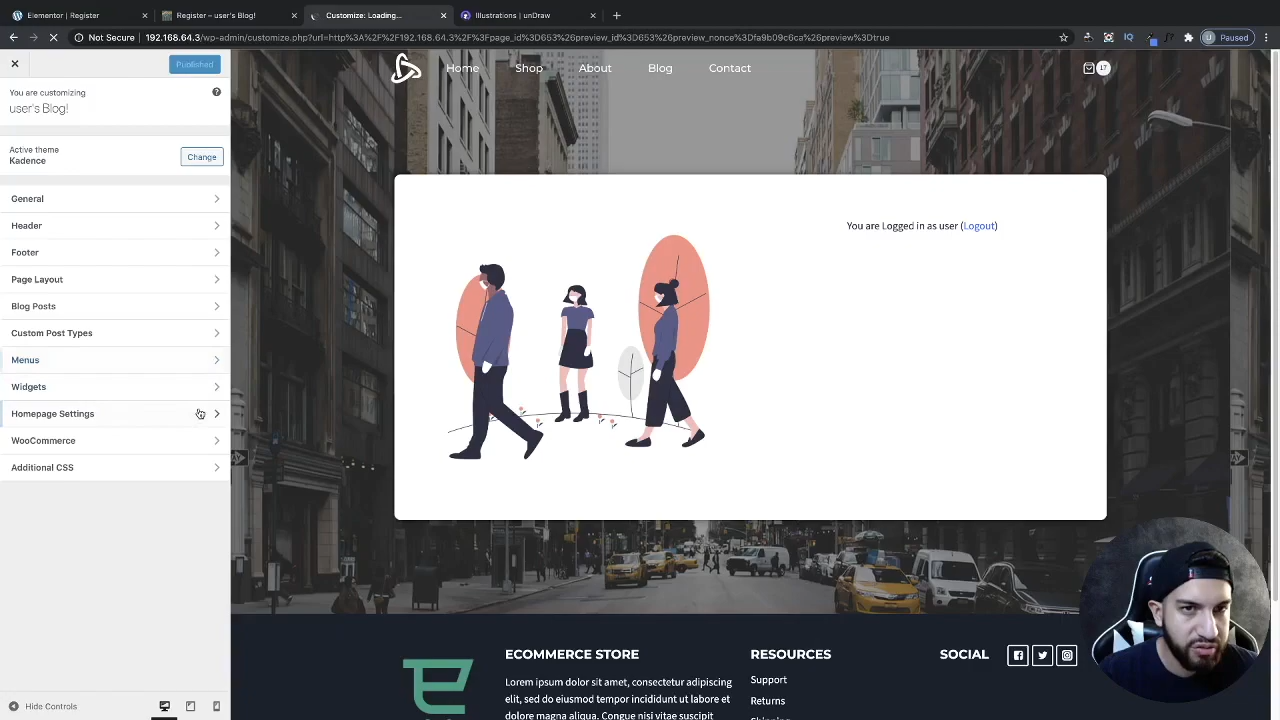 Elementor | Register
Register – user's Blog!
Customize: Loading...
Illustrations | unDraw
Not Secure
192.168.64.3/wp-admin/customize.php?url=http%3A%2F%2F192.168.64.3%2F%3Fpage_id%3D653%26preview_id%3D653%26preview_nonce%3Dfa9b09c6ca%26preview%3Dtrue
IQ
Paused
Published
You are customizing
user's Blog!
Active theme
Kadence
Change
General
Header
Footer
Page Layout
Blog Posts
Custom Post Types
Menus
Widgets
Homepage Settings
WooCommerce
Additional CSS
Hide Controls
Home
Shop
About
Blog
Contact
You are Logged in as user (Logout)
ECOMMERCE STORE
Lorem ipsum dolor sit amet, consectetur adipiscing
elit, sed do eiusmod tempor incididunt ut labore et
dolore magna aliqua. Congue nisi vitae suscipit
RESOURCES
Support
Returns
SOCIAL